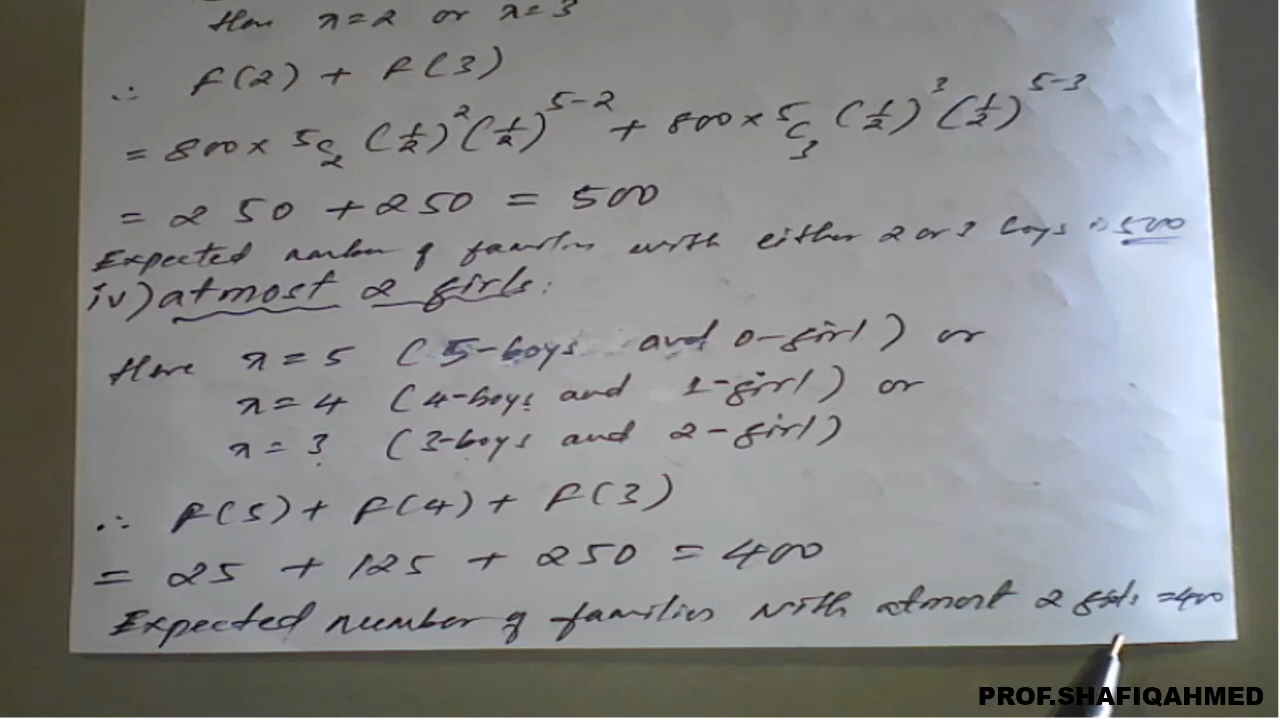 Here x=2 or x=3
∴ F(2) + F(3)
= 800 x 5C2 (1/2)^2 (1/2)^5-2 + 800 x 5C3 (1/2)^3 (1/2)^5-3
= 250 + 250 = 500
Expected number of families with either 2 or 3 boys is 500
iv) atmost 2 girls:
Here x=5 (5-boys and 0-girl) or
x=4 (4-boys and 1-girl) or
x=3 (3-boys and 2-girl)
∴ F(5) + F(4) + F(3)
= 25 + 125 + 250 = 400
Expected number of families with atmost 2 girls =400
PROF.SHAFIQAHMED